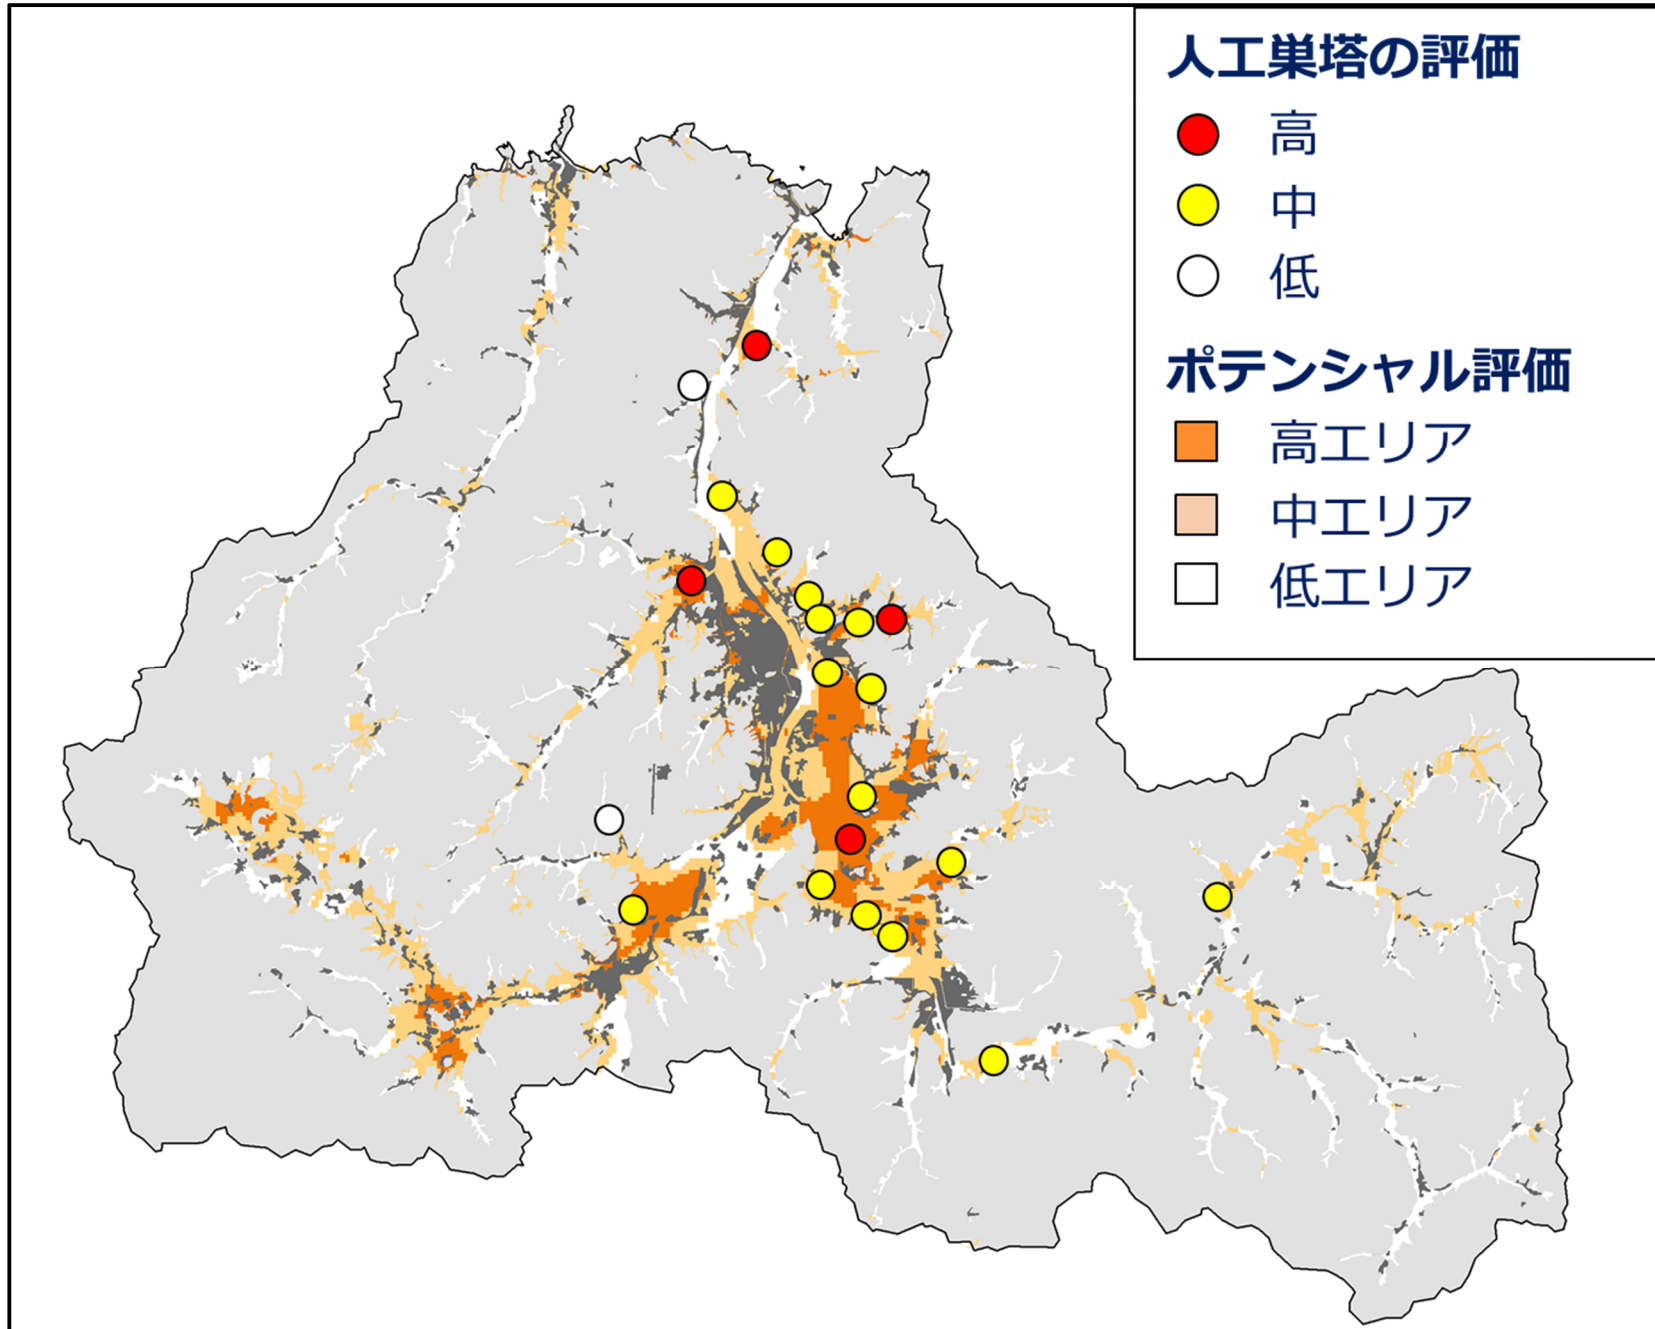 人工巣塔の評価
高
中
低
ポテンシャル評価
高エリア
中エリア
低エリア